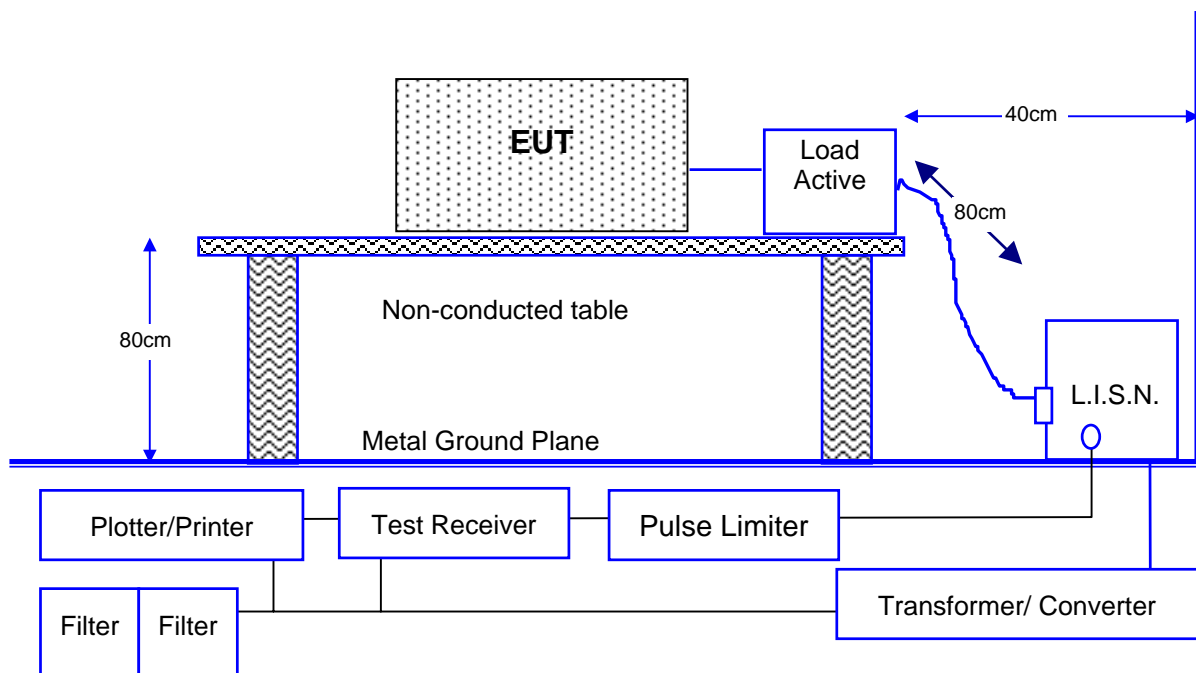 EUT
Load
Active
40cm
80cm
80cm
Non-conducted table
L.I.S.N.
Metal Ground Plane
Plotter/Printer
Test Receiver
Pulse Limiter
Filter
Filter
Transformer/ Converter